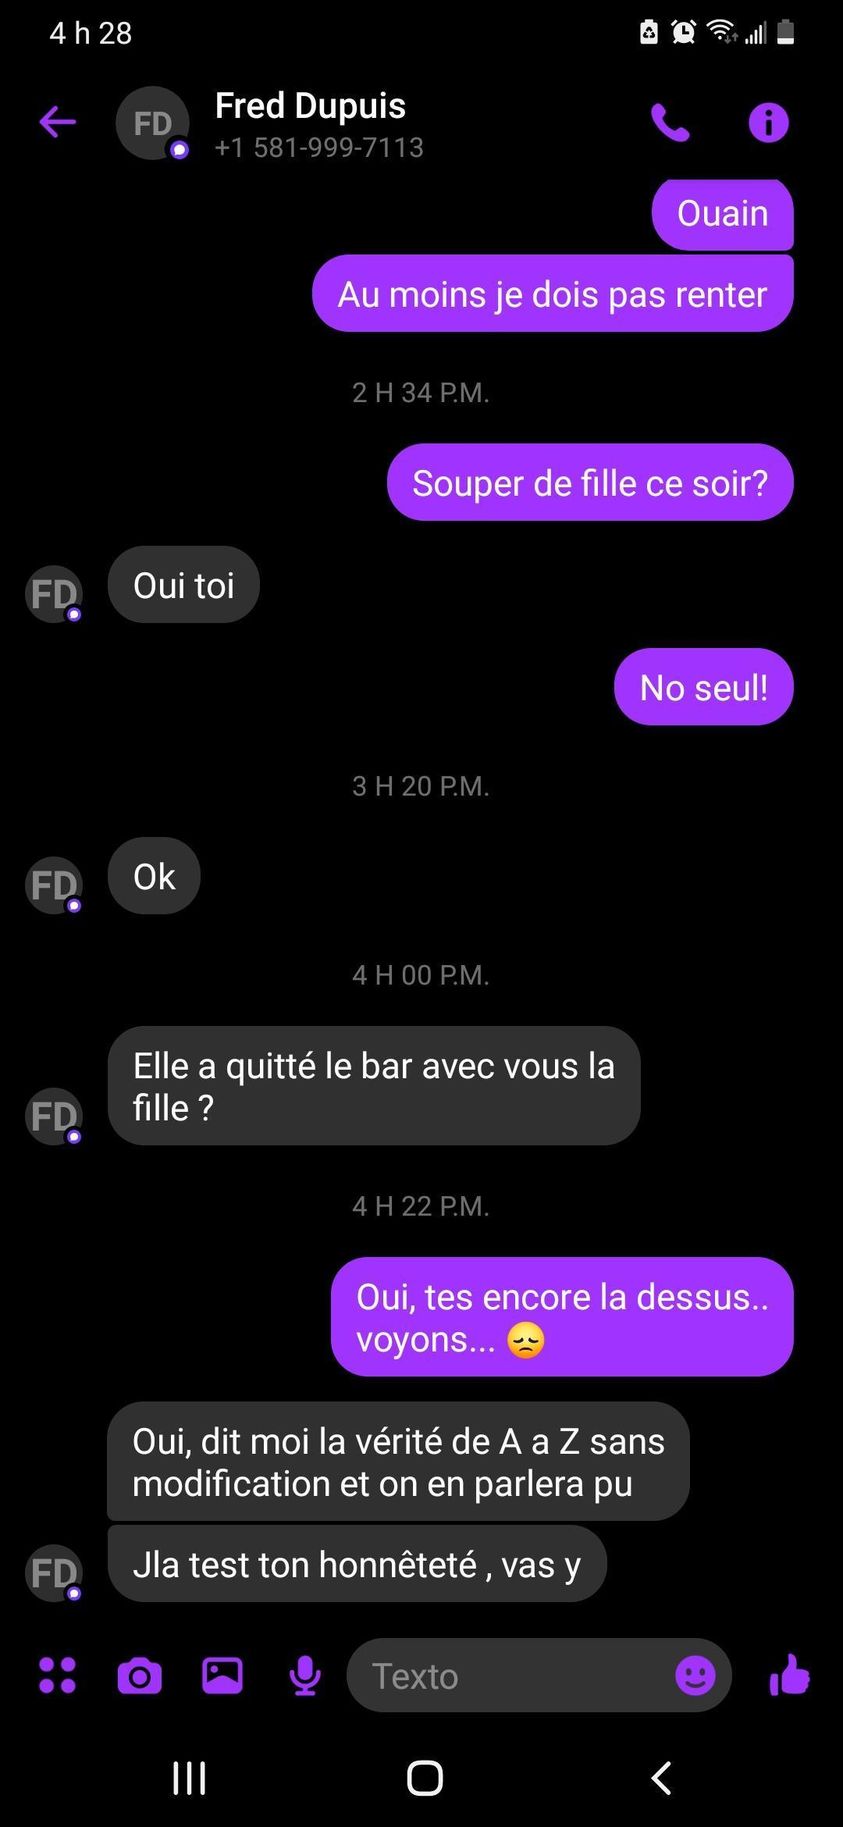 4 h 28
FD
Fred Dupuis
+1 581-999-7113
Ouain
Au moins je dois pas renter
2 H 34 P.M.
Souper de fille ce soir?
FD
Oui toi
No seul!
3 H 20 P.M.
FD
Ok
4 H 00 P.M.
Elle a quitté le bar avec vous la
fille ?
FD
4 H 22 P.M.
Oui, tes encore la dessus..
voyons... 😞
Oui, dit moi la vérité de A a Z sans
modification et on en parlera pu
Jla test ton honnêteté , vas y
FD
Texto